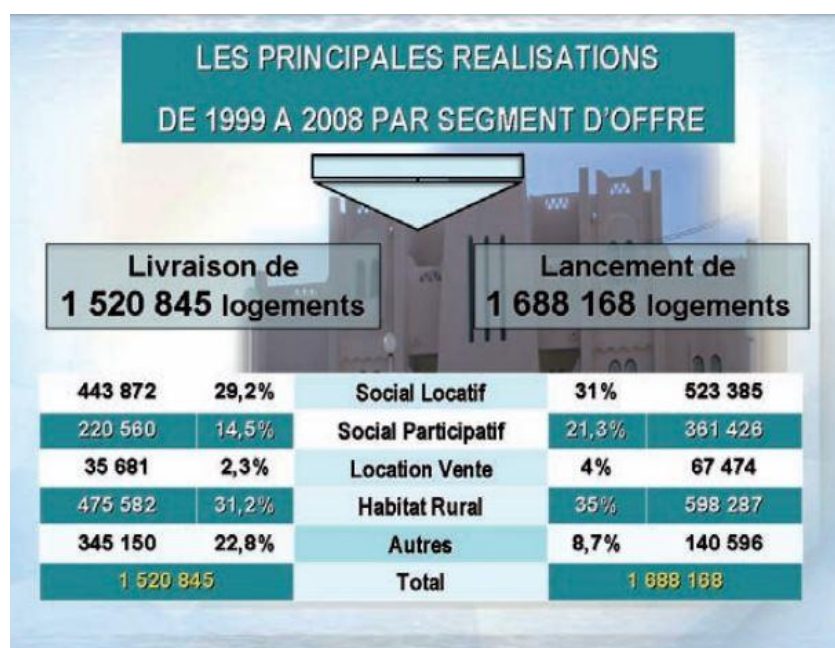 LES PRINCIPALES REALISATIONS
DE 1999 A 2008 PAR SEGMENT D'OFFRE
Livraison de
1 520 845 logements
Lancement de
1 688 168 logements
443 872 29,2% Social Locatif 31% 523 385
220 560 14,5% Social Participatif 21,3% 361 426
35 681 2,3% Location Vente 4% 67 474
475 582 31,2% Habitat Rural 35% 598 287
345 150 22,8% Autres 8,7% 140 596
1 520 845 Total 1 688 168